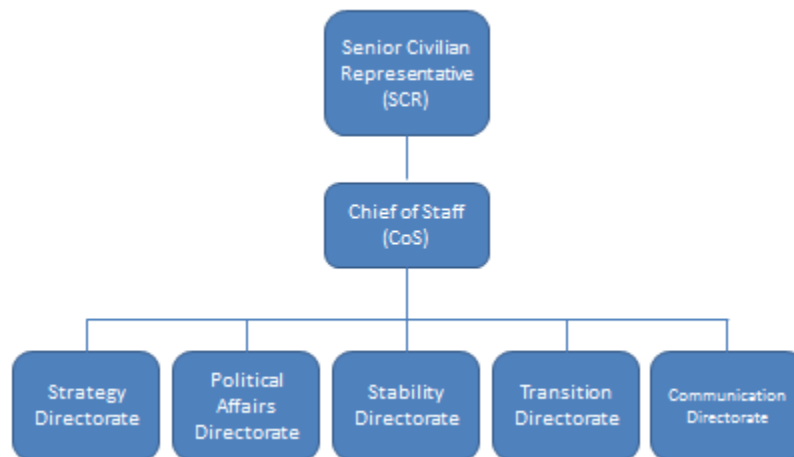 Senior Civilian
Representative
(SCR)
Chief of Staff
(CoS)
Strategy
Directorate
Political
Affairs
Directorate
Stability
Directorate
Transition
Directorate
Communication
Directorate